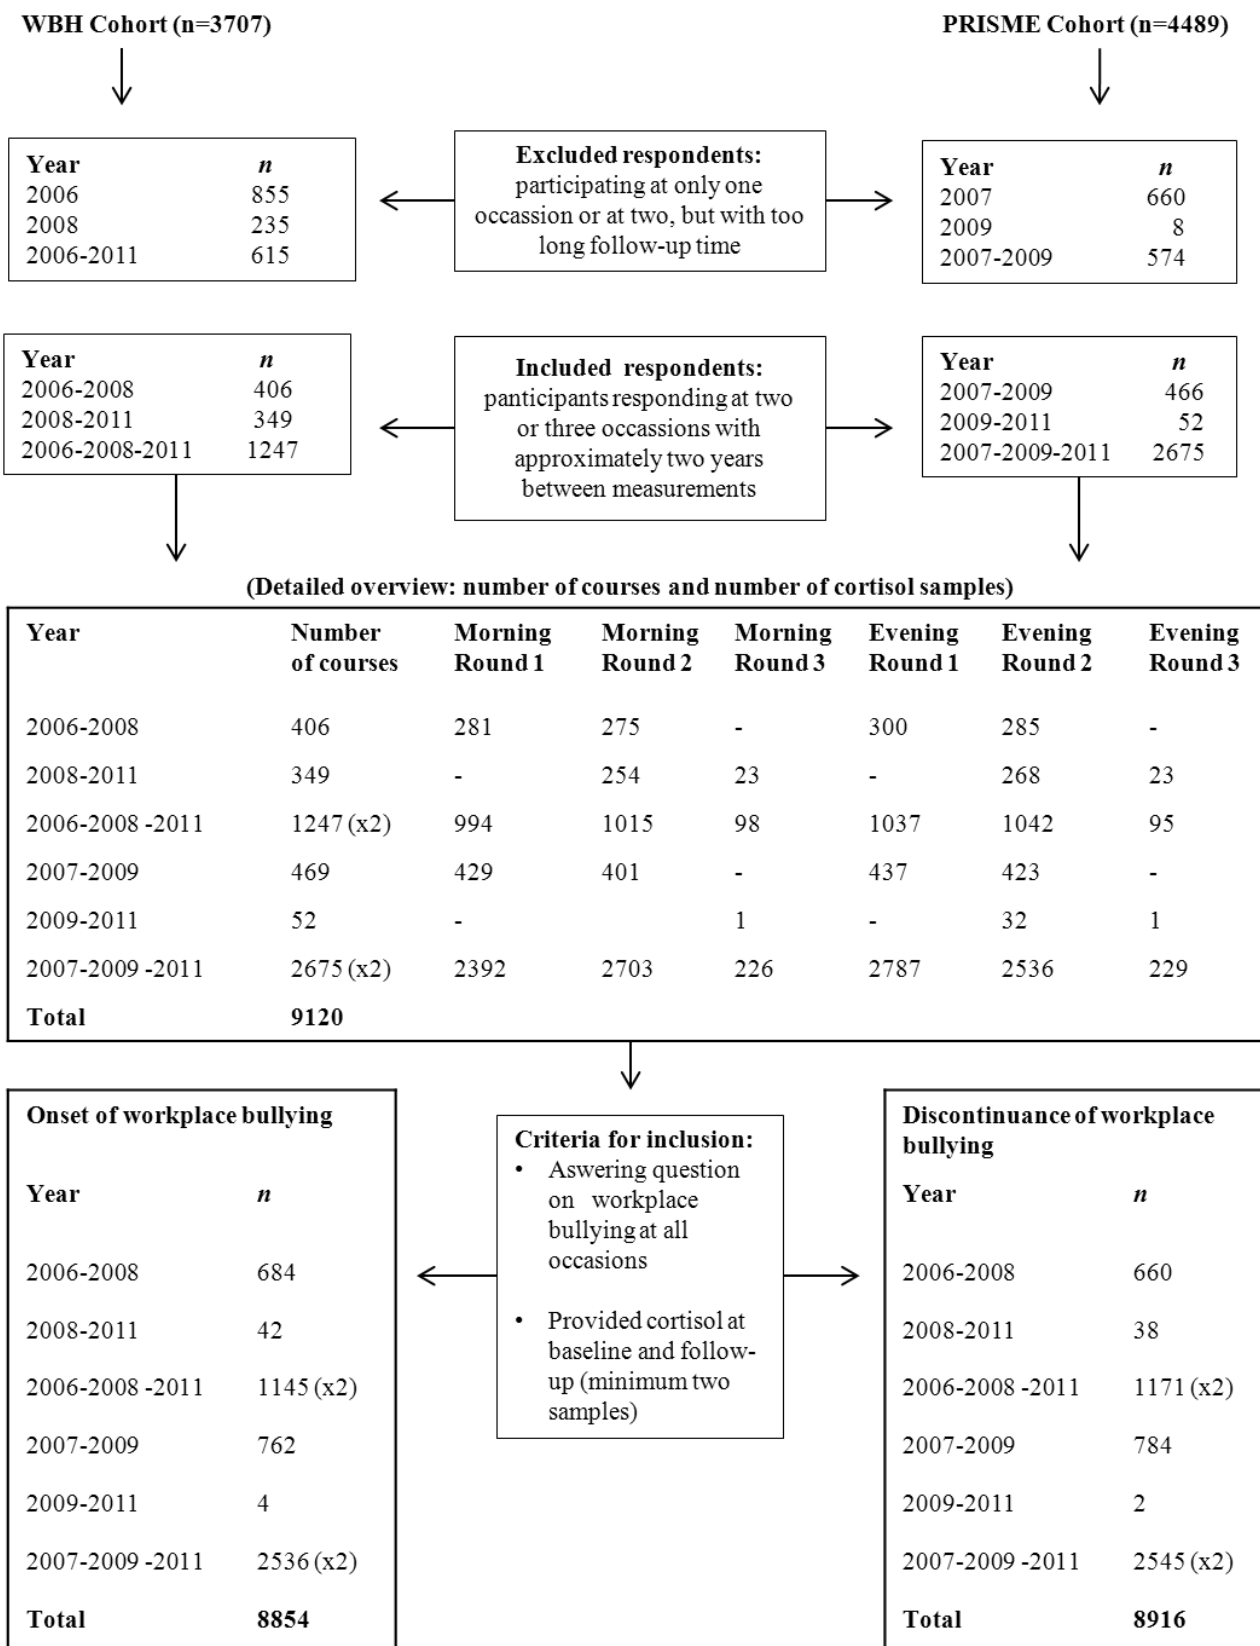 WBH Cohort (n=3707)
PRISME Cohort (n=4489)
Year n
2006 855
2008 235
2006-2011 615
Excluded respondents:
participating at only one
occassion or at two, but with too
long follow-up time
Year n
2007 660
2009 8
2007-2009 574
Year n
2006-2008 406
2008-2011 349
2006-2008-2011 1247
Included respondents:
panticipants responding at two
or three occassions with
approximately two years
between measurements
Year n
2007-2009 466
2009-2011 52
2007-2009-2011 2675
(Detailed overview: number of courses and number of cortisol samples)
Year Number Morning Morning Morning Evening Evening Evening
of courses Round 1 Round 2 Round 3 Round 1 Round 2 Round 3
2006-2008 406 281 275 - 300 285 -
2008-2011 349 - 254 23 - 268 23
2006-2008 -2011 1247 (x2) 994 1015 98 1037 1042 95
2007-2009 469 429 401 - 437 423 -
2009-2011 52 - 1 - 32 1
2007-2009 -2011 2675 (x2) 2392 2703 226 2787 2536 229
Total 9120
Onset of workplace bullying
Year n
2006-2008 684
2008-2011 42
2006-2008 -2011 1145 (x2)
2007-2009 762
2009-2011 4
2007-2009 -2011 2536 (x2)
Total 8854
Criteria for inclusion:
• Aswering question
on workplace
bullying at all
occasions
• Provided cortisol at
baseline and follow-
up (minimum two
samples)
Discontinuance of workplace
bullying
Year n
2006-2008 660
2008-2011 38
2006-2008 -2011 1171 (x2)
2007-2009 784
2009-2011 2
2007-2009 -2011 2545 (x2)
Total 8916